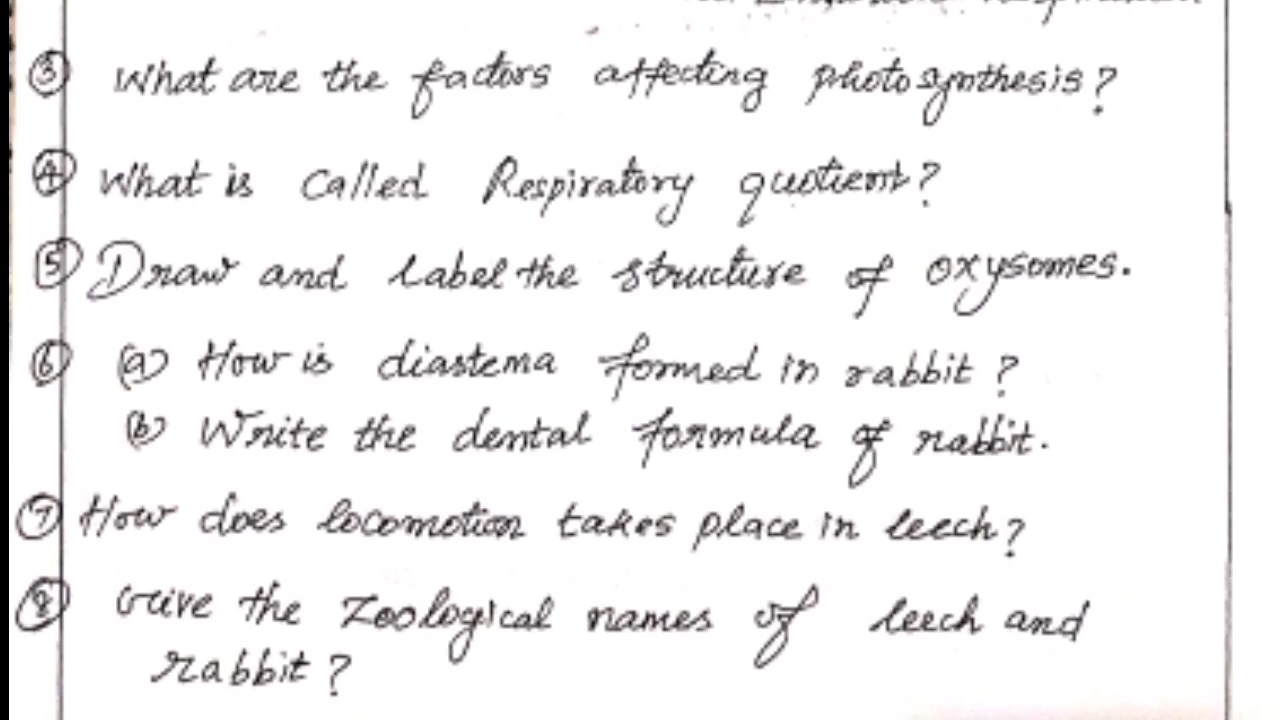 ③ What are the factors affecting photosynthesis?
④ What is called Respiratory quotient?
⑤ Draw and label the structure of oxysomes.
⑥ (a) How is diastema formed in rabbit?
(b) Write the dental formula of rabbit.
⑦ How does locomotion takes place in leech?
⑧ Give the Zoological names of leech and
rabbit?